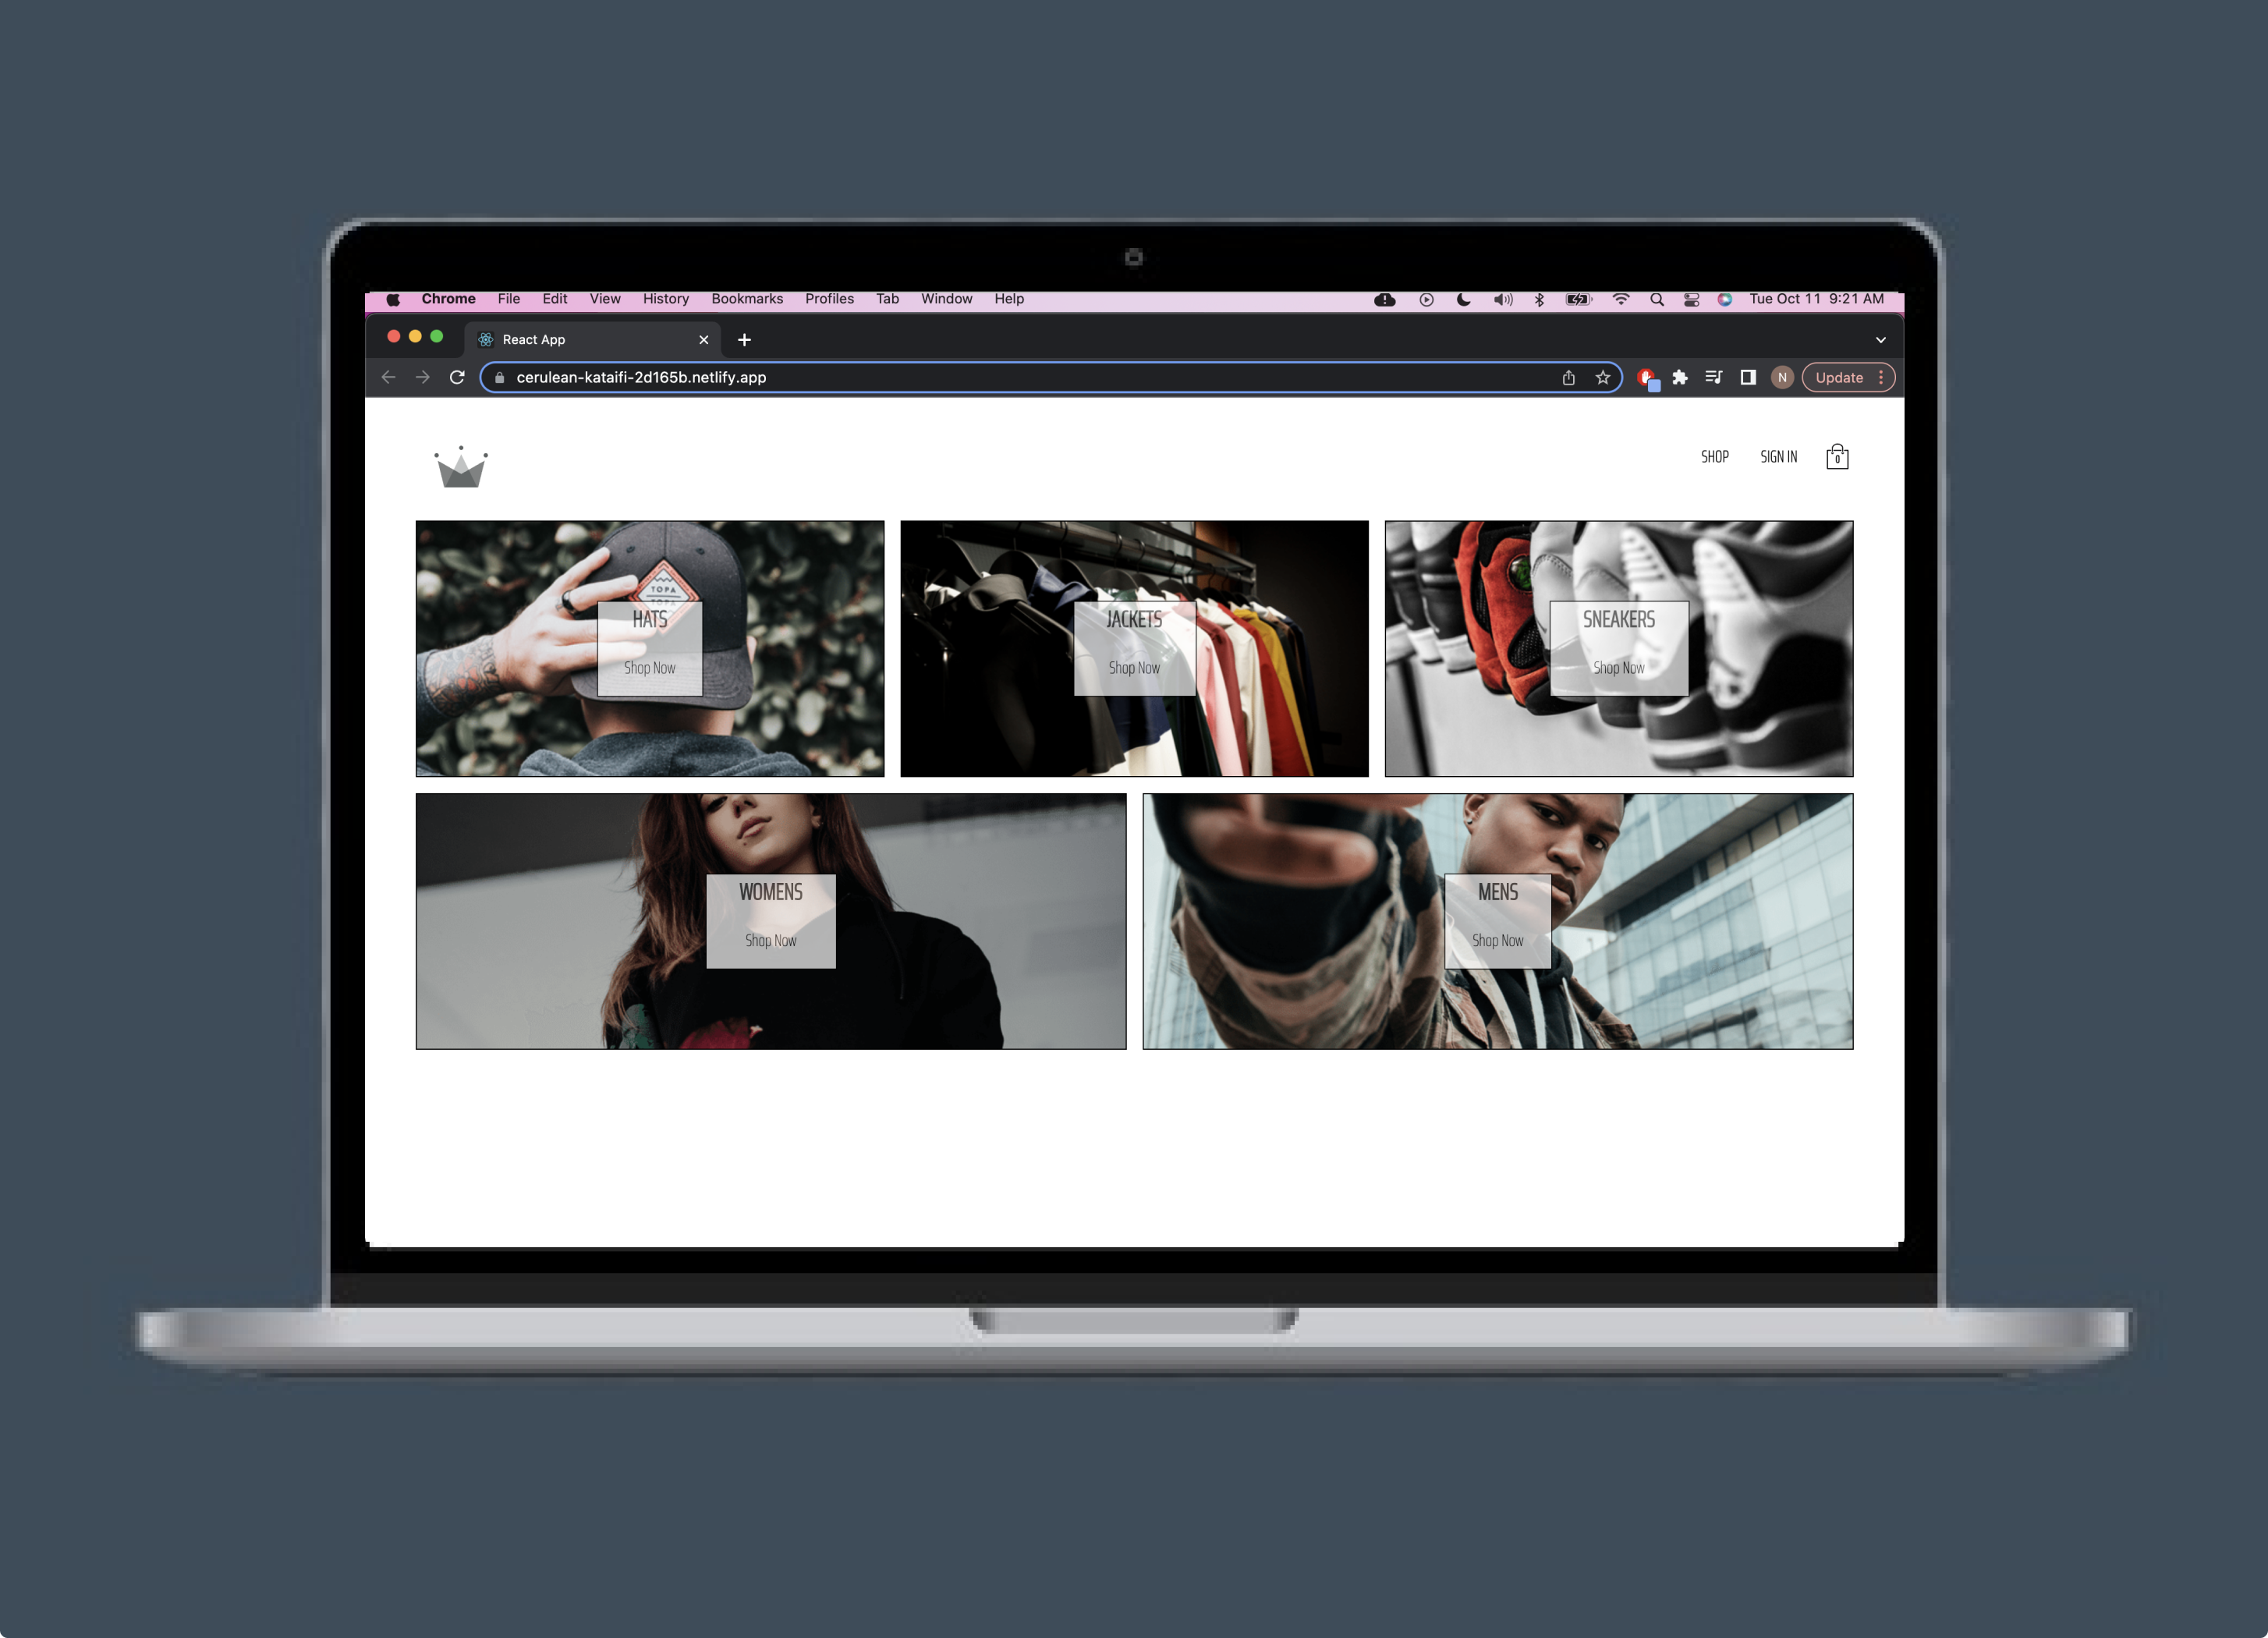 Chrome File Edit View History Bookmarks Profiles Tab Window Help Tue Oct 11 9:21 AM
React App
cerulean-kataifi-2d165b.netlify.app N Update
SHOP SIGN IN 0
TOPA
TOPA
HATS
Shop Now
JACKETS
Shop Now
SNEAKERS
Shop Now
WOMENS
Shop Now
MENS
Shop Now